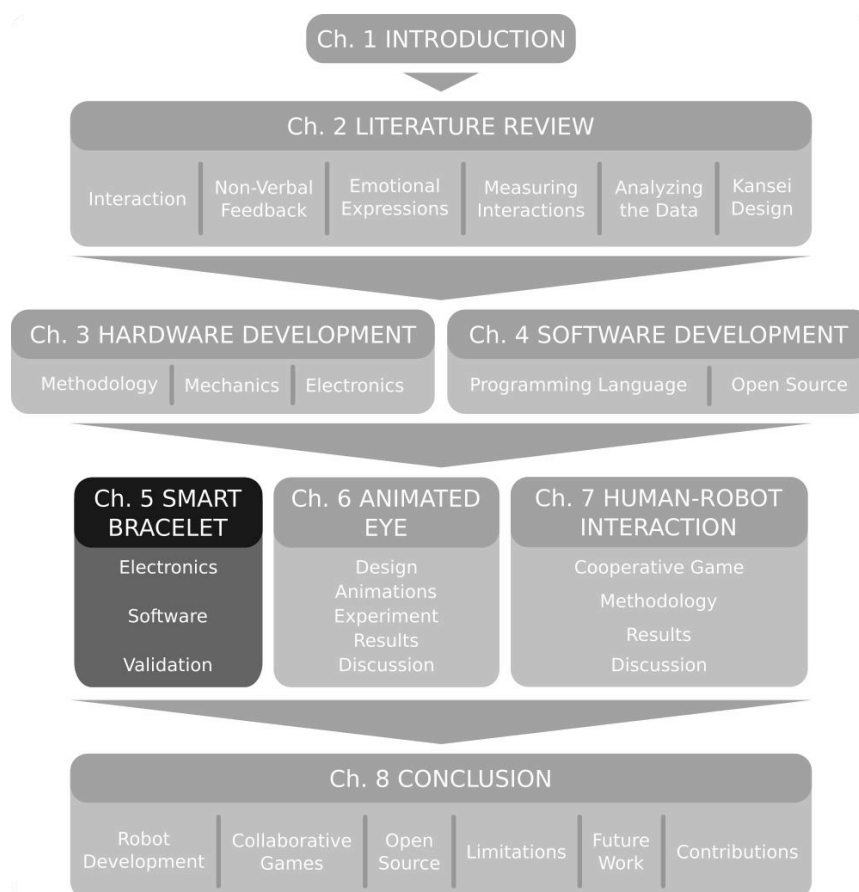 Ch. 1 INTRODUCTION
Ch. 2 LITERATURE REVIEW
Interaction
Non-Verbal
Feedback
Emotional
Expressions
Measuring
Interactions
Analyzing
the Data
Kansei
Design
Ch. 3 HARDWARE DEVELOPMENT
Methodology
Mechanics
Electronics
Ch. 4 SOFTWARE DEVELOPMENT
Programming Language
Open Source
Ch. 5 SMART
BRACELET
Electronics
Software
Validation
Ch. 6 ANIMATED
EYE
Design
Animations
Experiment
Results
Discussion
Ch. 7 HUMAN-ROBOT
INTERACTION
Cooperative Game
Methodology
Results
Discussion
Ch. 8 CONCLUSION
Robot
Development
Collaborative
Games
Open
Source
Limitations
Future
Work
Contributions